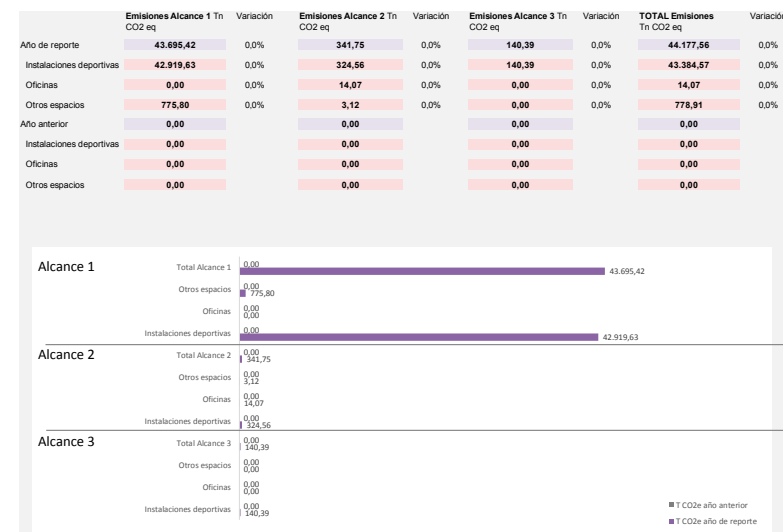 Emisiones Alcance 1 Tn Variación Emisiones Alcance 2 Tn Variación Emisiones Alcance 3 Tn Variación TOTAL Emisiones Variación
CO2 eq CO2 eq CO2 eq Tn CO2 eq
Año de reporte 43.695,42 0,0% 341,75 0,0% 140,39 0,0% 44.177,56 0,0%
Instalaciones deportivas 42.919,63 0,0% 324,56 0,0% 140,39 0,0% 43.384,57 0,0%
Oficinas 0,00 0,0% 14,07 0,0% 0,00 0,0% 14,07 0,0%
Otros espacios 775,80 0,0% 3,12 0,0% 0,00 0,0% 778,91 0,0%
Año anterior 0,00 0,00 0,00 0,00
Instalaciones deportivas 0,00 0,00 0,00 0,00
Oficinas 0,00 0,00 0,00 0,00
Otros espacios 0,00 0,00 0,00 0,00
Alcance 1
Total Alcance 1 0,00
43.695,42
Otros espacios 0,00
775,80
Oficinas 0,00
0,00
Instalaciones deportivas 0,00
42.919,63
Alcance 2
Total Alcance 2 0,00
341,75
Otros espacios 0,00
3,12
Oficinas 0,00
14,07
Instalaciones deportivas 0,00
324,56
Alcance 3
Total Alcance 3 0,00
140,39
Otros espacios 0,00
0,00
Oficinas 0,00
0,00
Instalaciones deportivas 0,00
140,39
T CO2e año anterior
T CO2e año de reporte